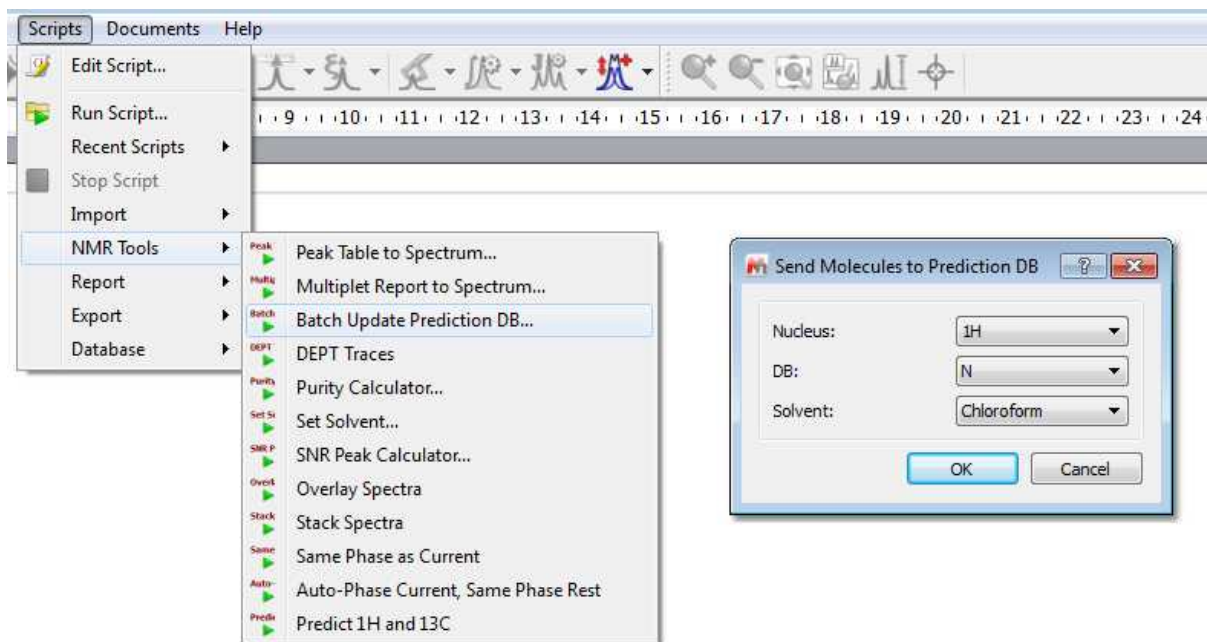 Scripts Documents Help
Edit Script...
9 10 11 12 13 14 15 16 17 18 19 20 21 22 23 24
Run Script...
Recent Scripts
Stop Script
Import
NMR Tools
Report
Export
Database
Peak Peak Table to Spectrum...
Multip Multiplet Report to Spectrum...
Batch Batch Update Prediction DB...
DEPT DEPT Traces
Purity Purity Calculator...
Set S Set Solvent...
SNR P SNR Peak Calculator...
Overl Overlay Spectra
Stack Stack Spectra
Same Same Phase as Current
Auto- Auto-Phase Current, Same Phase Rest
Predi Predict 1H and 13C
Send Molecules to Prediction DB ?
Nucleus: 1H
DB: N
Solvent: Chloroform
OK Cancel